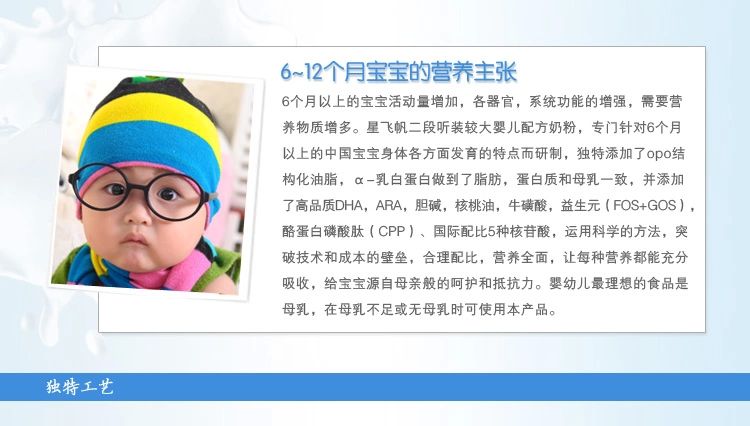 6~12个月宝宝的营养主张
6个月以上的宝宝活动量增加，各器官，系统功能的增强，需要营
养物质增多。星飞帆二段听装较大婴儿配方奶粉，专门针对6个月
以上的中国宝宝身体各方面发育的特点而研制，独特添加了opo结
构化油脂，α-乳白蛋白做到了脂肪，蛋白质和母乳一致，并添加
了高品质DHA，ARA，胆碱，核桃油，牛磺酸，益生元（FOS+GOS），
酪蛋白磷酸肽（CPP）、国际配比5种核苷酸，运用科学的方法，突
破技术和成本的壁垒，合理配比，营养全面，让每种营养都能充分
吸收，给宝宝源自母亲般的呵护和抵抗力。婴幼儿最理想的食品是
母乳，在母乳不足或无母乳时可使用本产品。
独特工艺